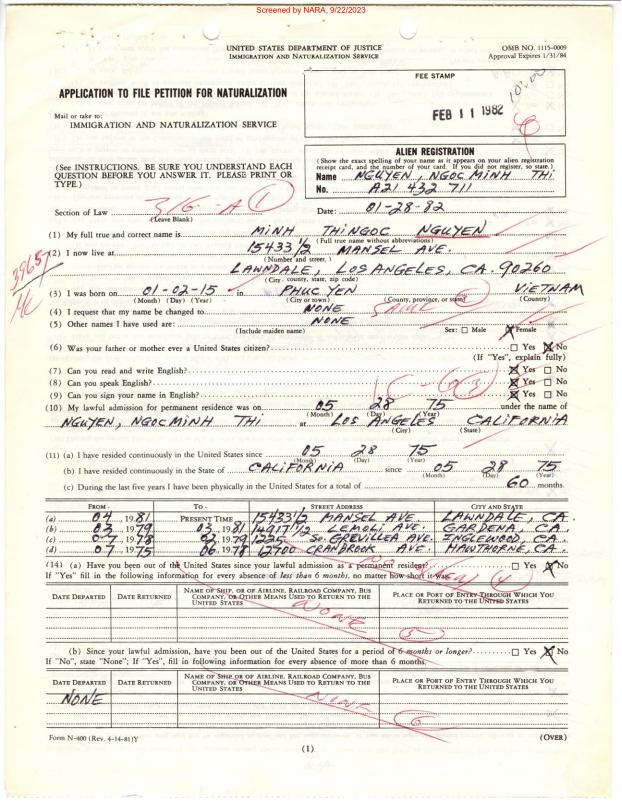 Screened by NARA, 9/22/2023
UNITED STATES DEPARTMENT OF JUSTICE
IMMIGRATION AND NATURALIZATION SERVICE
OMB NO. 1115-0009
Approval Expires 1/31/84
APPLICATION TO FILE PETITION FOR NATURALIZATION
FEE STAMP
FEB 11 1982
Mail or take to:
IMMIGRATION AND NATURALIZATION SERVICE
(See INSTRUCTIONS. BE SURE YOU UNDERSTAND EACH
QUESTION BEFORE YOU ANSWER IT. PLEASE PRINT OR
TYPE.)
ALIEN REGISTRATION
(Show the exact spelling of your name as it appears on your alien registration
receipt card, and the number of your card. If you did not register, so state.)
Name NGUYEN, NGOC MINH THI
No. A21 432 711
Section of Law 316-A 1
(Leave Blank)
Date: 01-28-82
(1) My full true and correct name is MINH THI NGOC NGUYEN
(Full true name without abbreviations)
(2) I now live at 15433 1/2 MANSEL AVE.
(Number and street,)
LAWNDALE, LOS ANGELES, CA. 90260
(City, county, state, zip code)
39657
(3) I was born on 01-02-15 in PHUC YEN VIETNAM
(Month) (Day) (Year) (City or town) (County, province, or state) (Country)
(4) I request that my name be changed to NONE
(5) Other names I have used are: NONE
(Include maiden name) Sex: □ Male X Female
(6) Was your father or mother ever a United States citizen? □ Yes X No
(If "Yes", explain fully)
(7) Can you read and write English? X Yes □ No
(8) Can you speak English? X Yes □ No
(9) Can you sign your name in English? X Yes □ No
(10) My lawful admission for permanent residence was on 05 28 75 under the name of
(Month) (Day) (Year)
NGUYEN, NGOC MINH THI at LOS ANGELES CALIFORNIA
(City) (State)
(11) (a) I have resided continuously in the United States since 05 28 75
(Month) (Day) (Year)
(b) I have resided continuously in the State of CALIFORNIA since 05 28 75
(Month) (Day) (Year)
(c) During the last five years I have been physically in the United States for a total of 60 months.
FROM - TO - STREET ADDRESS CITY AND STATE
(a) 04, 1981 PRESENT TIME 15433 1/2 MANSEL AVE LAWNDALE, CA.
(b) 03, 1979 03, 1981 14917 1/2 LEMOLI AVE. GARDENA, CA.
(c) 07, 1978 02, 1979 1225 So. GREVILLEA AVE. INGLEWOOD, CA.
(d) 07, 1975 06, 1978 12700 CRANBROOK AVE. HAWTHORNE, CA.
(14) (a) Have you been out of the United States since your lawful admission as a permanent resident? □ Yes X No
If "Yes" fill in the following information for every absence of less than 6 months, no matter how short it was.
DATE DEPARTED DATE RETURNED NAME OF SHIP, OR OF AIRLINE, RAILROAD COMPANY, BUS COMPANY, OR OTHER MEANS USED TO RETURN TO THE UNITED STATES PLACE OR PORT OF ENTRY THROUGH WHICH YOU RETURNED TO THE UNITED STATES
NONE
5
(b) Since your lawful admission, have you been out of the United States for a period of 6 months or longer? □ Yes X No
If "No", state "None"; If "Yes", fill in following information for every absence of more than 6 months.
DATE DEPARTED DATE RETURNED NAME OF SHIP OR OF AIRLINE, RAILROAD COMPANY, BUS COMPANY, OR OTHER MEANS USED TO RETURN TO THE UNITED STATES PLACE OR PORT OF ENTRY THROUGH WHICH YOU RETURNED TO THE UNITED STATES
NONE NONE
6
Form N-400 (Rev. 4-14-81)Y
(OVER)
(1)